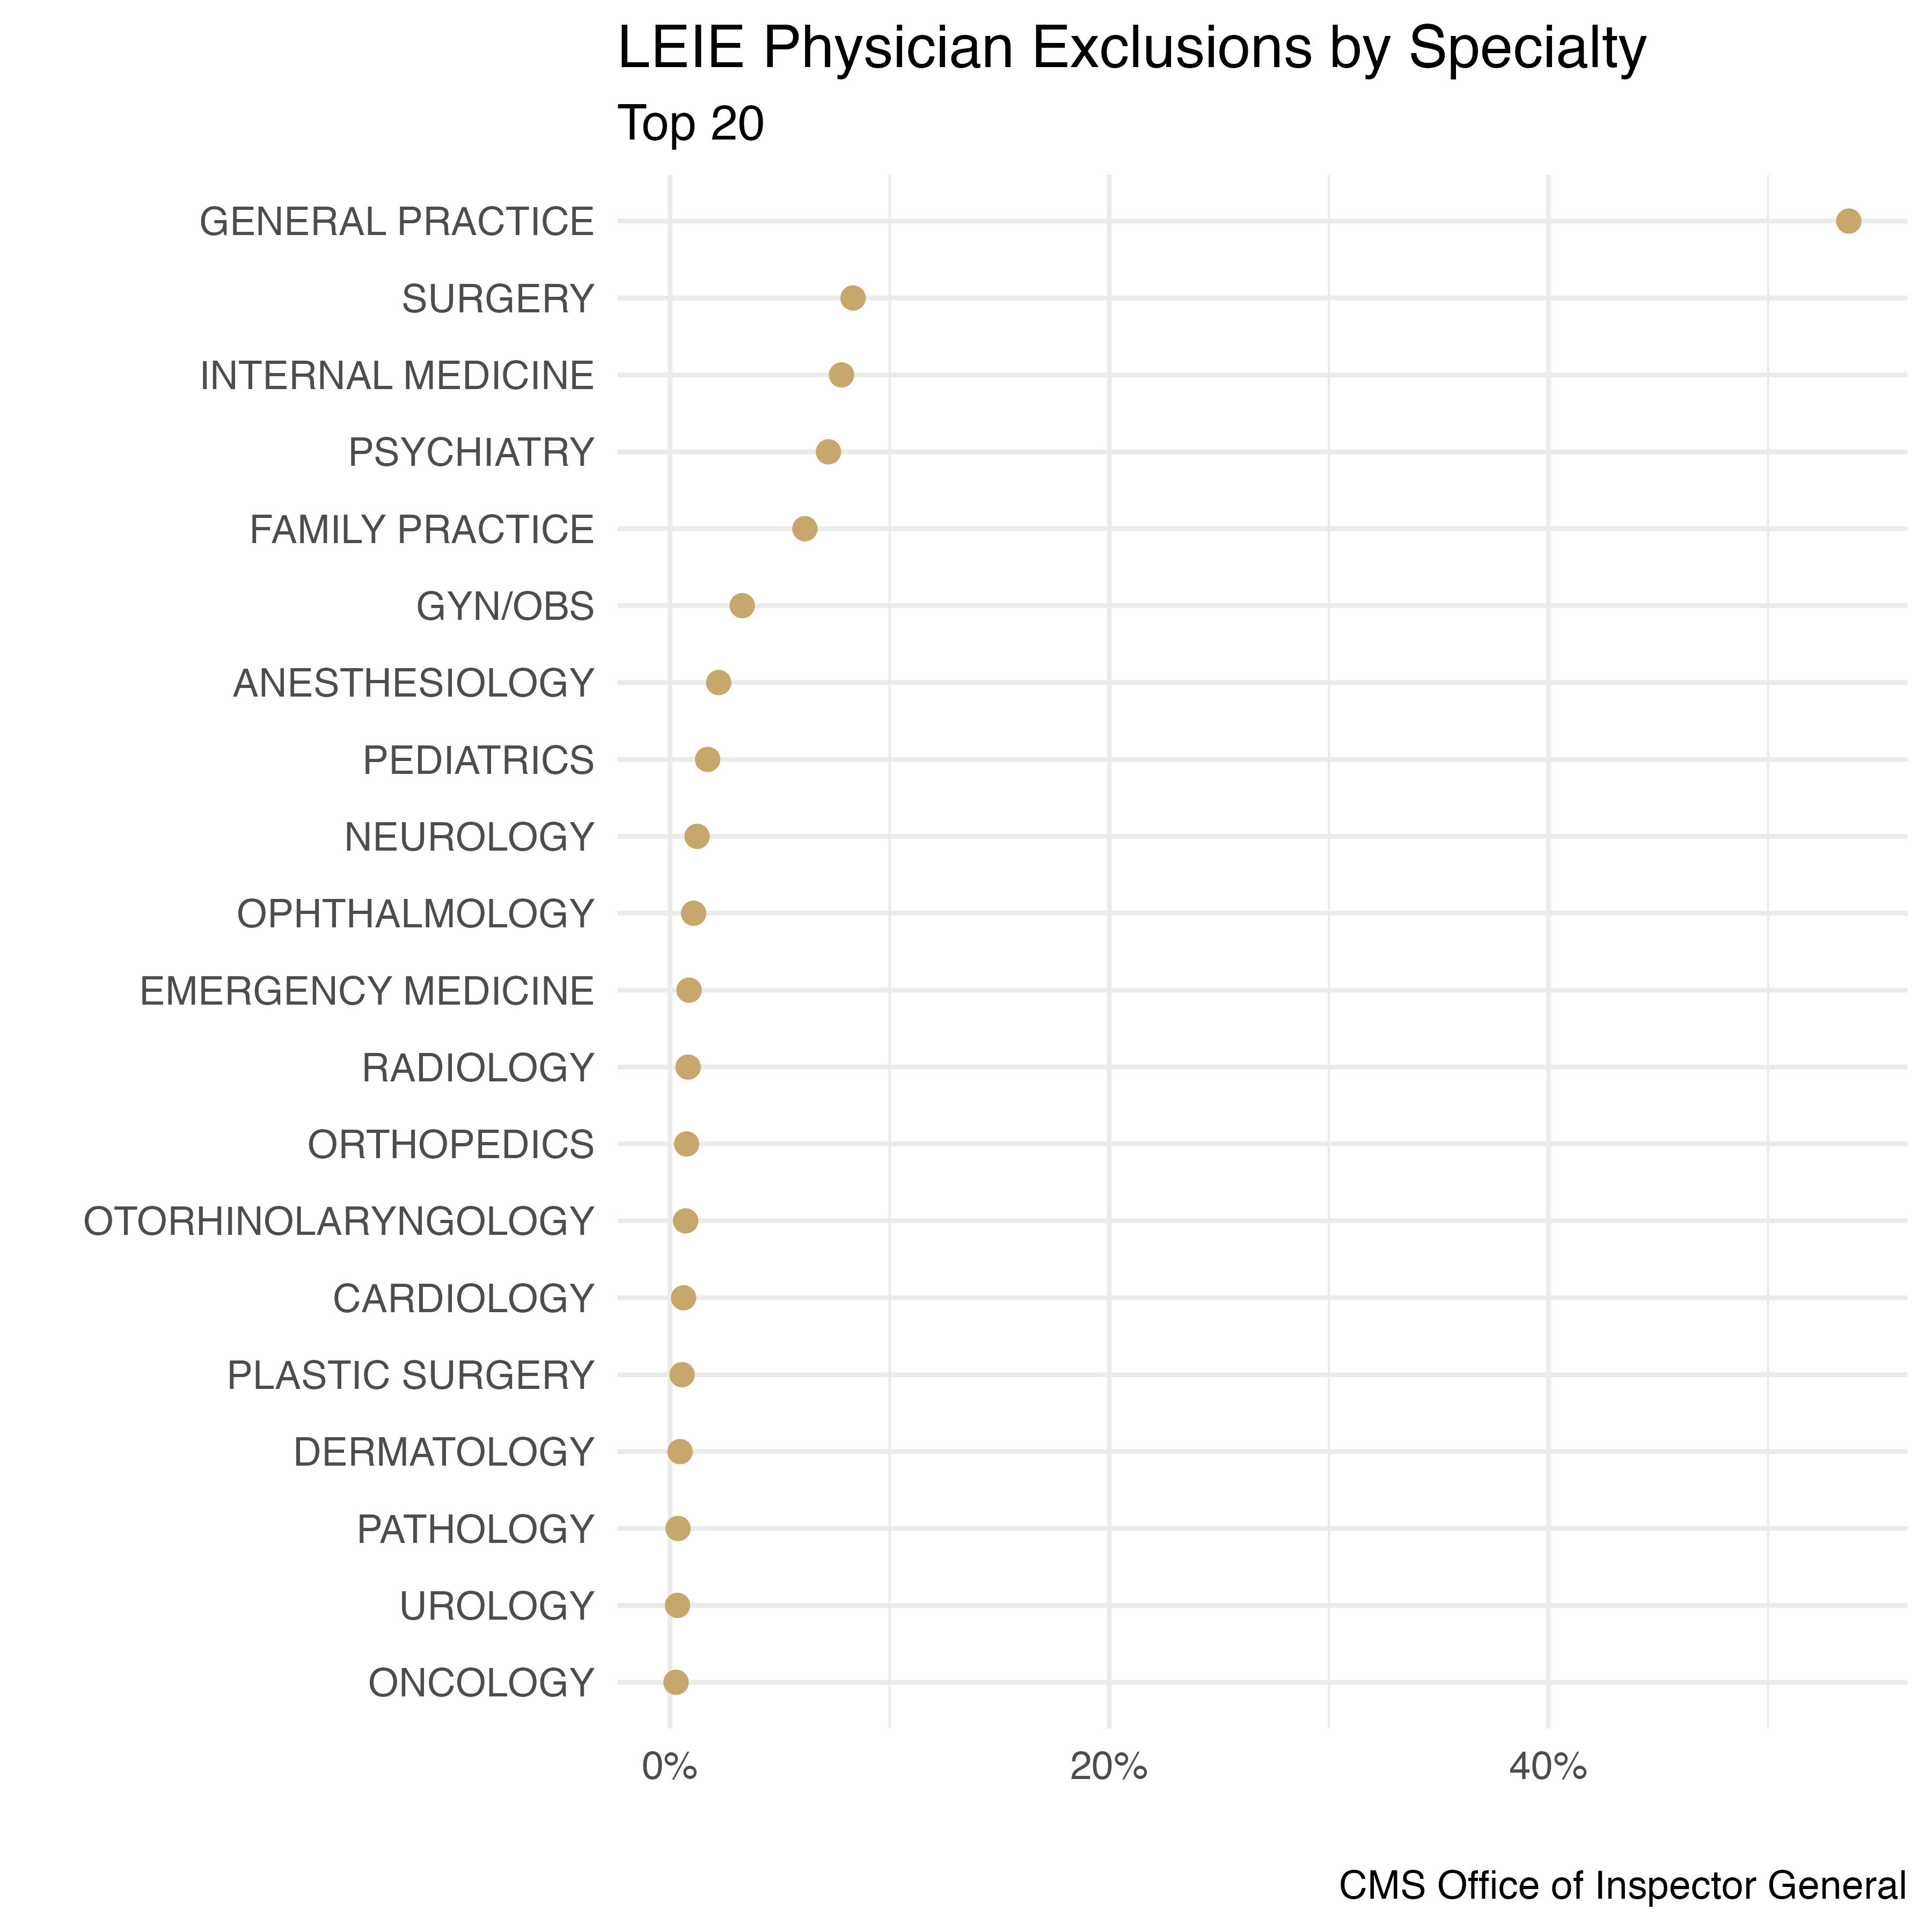 LEIE Physician Exclusions by Specialty
Top 20
GENERAL PRACTICE
SURGERY
INTERNAL MEDICINE
PSYCHIATRY
FAMILY PRACTICE
GYN/OBS
ANESTHESIOLOGY
PEDIATRICS
NEUROLOGY
OPHTHALMOLOGY
EMERGENCY MEDICINE
RADIOLOGY
ORTHOPEDICS
OTORHINOLARYNGOLOGY
CARDIOLOGY
PLASTIC SURGERY
DERMATOLOGY
PATHOLOGY
UROLOGY
ONCOLOGY
0% 20% 40%
CMS Office of Inspector General